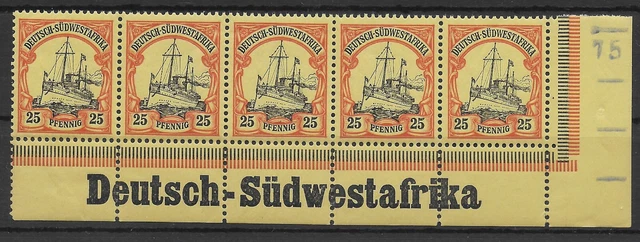 DEUTSCH-SÜDWESTAFRIKA DEUTSCH-SÜDWESTAFRIKA DEUTSCH-SÜDWESTAFRIKA DEUTSCH-SÜDWESTAFRIKA DEUTSCH-SÜDWESTAFRIKA
25 PFENNIG 25 25 PFENNIG 25 25 PFENNIG 25 25 PFENNIG 25 25 PFENNIG 25
Deutsch-Südwestafrika